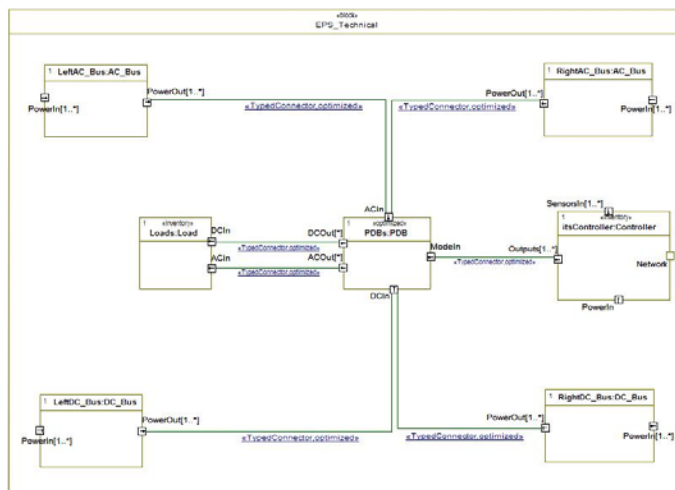 «block»
EPS_Technical
1 LeftAC_Bus:AC_Bus
PowerOut[1..*]
PowerIn[1..*]
«TypedConnector,optimized»
1 RightAC_Bus:AC_Bus
PowerOut[1..*]
PowerIn[1..*]
«TypedConnector,optimized»
ACIn
1 «Inventory»
Loads:Load
DCIn
ACIn
DCOut[*]
«TypedConnector,optimized»
ACOut[*]
«TypedConnector,optimized»
1 «optimized»
PDBs:PDB
ModeIn
DCIn
SensorsIn[1..*]
1 «Inventory»
itsController:Controller
Outputs[1..*]
«TypedConnector,optimized»
Network
PowerIn
1 LeftDC_Bus:DC_Bus
PowerOut[1..*]
PowerIn[1..*]
«TypedConnector,optimized»
1 RightDC_Bus:DC_Bus
PowerOut[1..*]
PowerIn[1..*]
«TypedConnector,optimized»